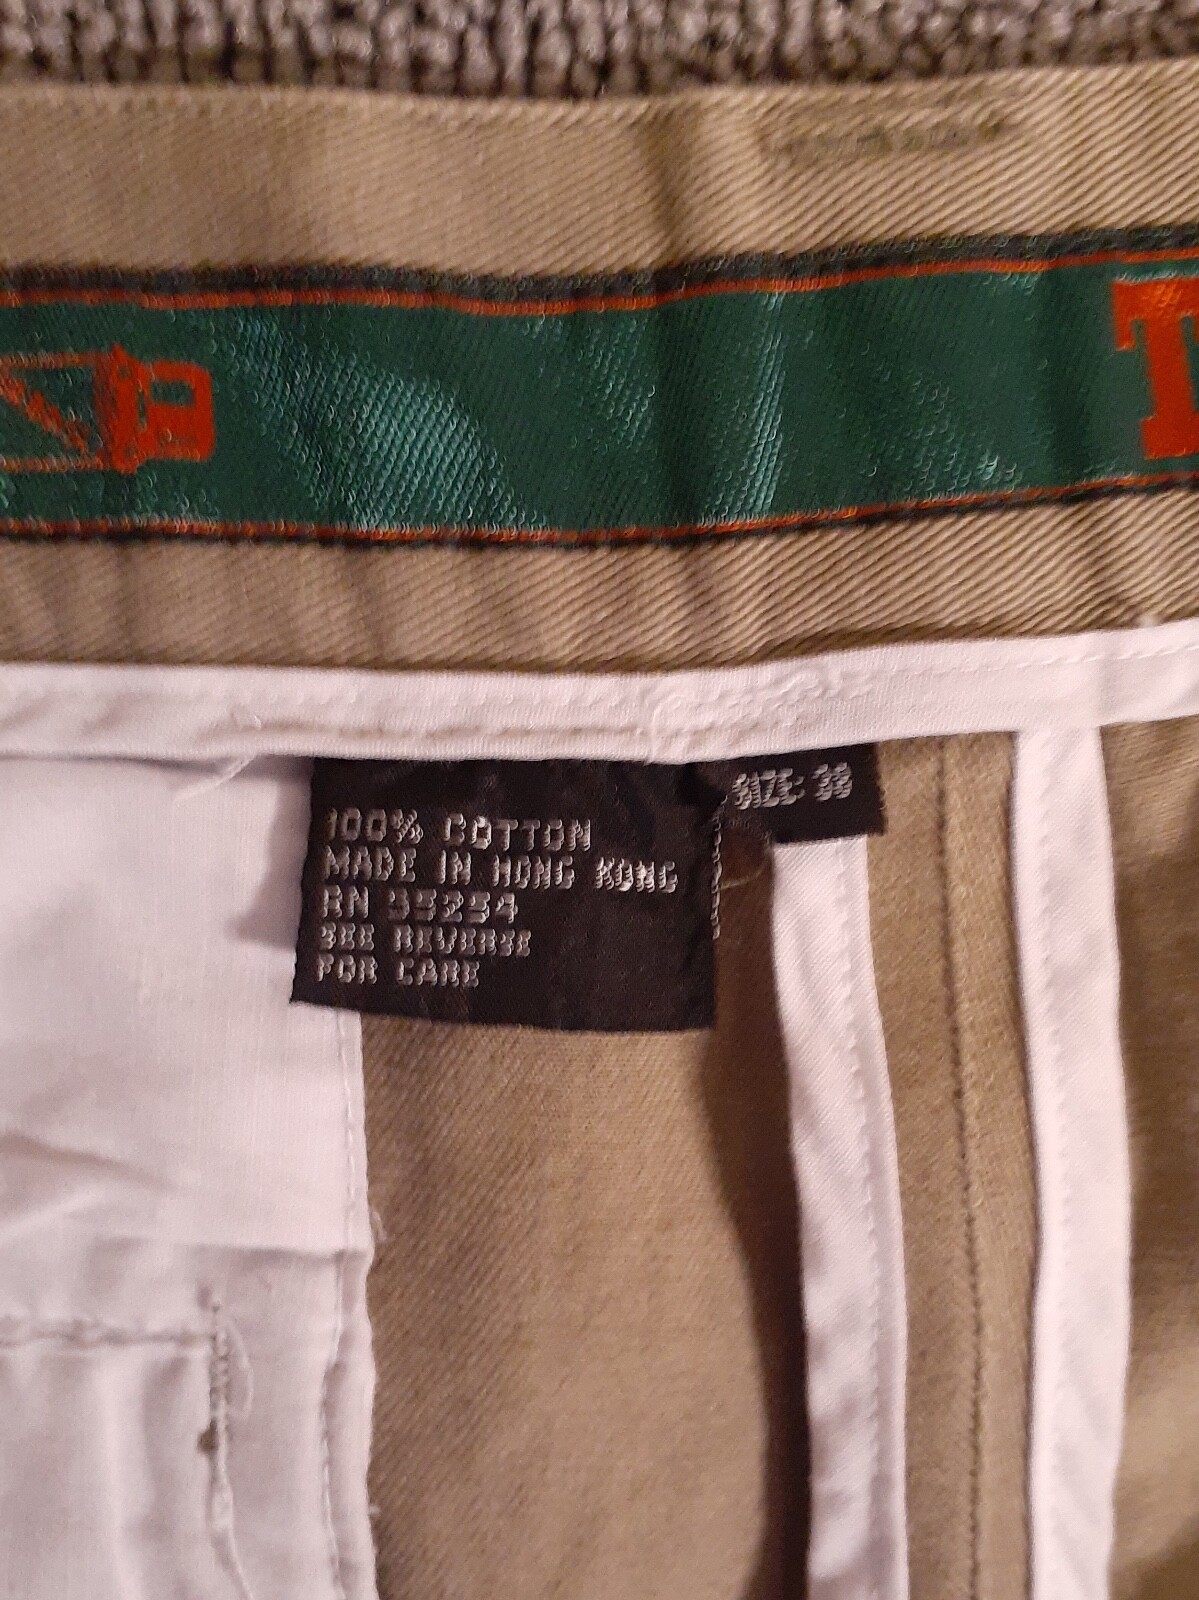 T
SIZE: 38
100% COTTON
MADE IN HONG KONG
RN 55254
SEE REVERSE
FOR CARE